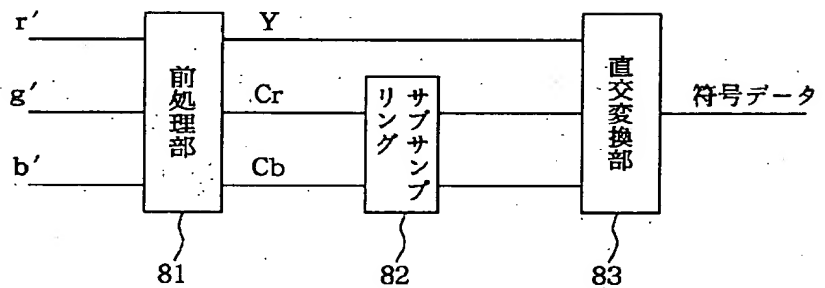 r′
Y
g′
Cr
b′
Cb
前処理部
サブサンプ
リング
直交変換部
符号データ
81
82
83